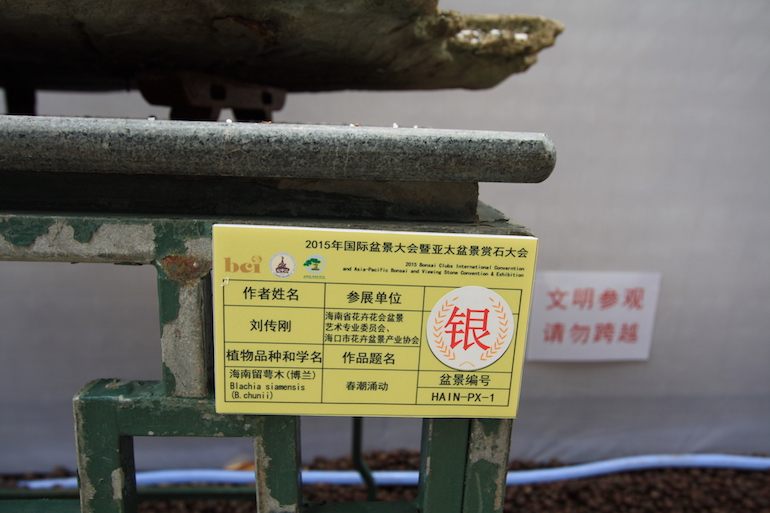 2015年国际盆景大会暨亚太盆景赏石大会
bci
2015 Bonsai Clubs International Convention
and Asia-Pacific Bonsai and Viewing Stone Convention & Exhibition
作者姓名
参展单位
刘传刚
海南省花卉花会盆景
艺术专业委员会、
海口市花卉盆景产业协会
银
植物品种和学名
作品题名
海南留萼木(博兰)
Blachia siamensis
(B.chunii)
春潮涌动
盆景编号
HAIN-PX-1
文明参观
请勿跨越